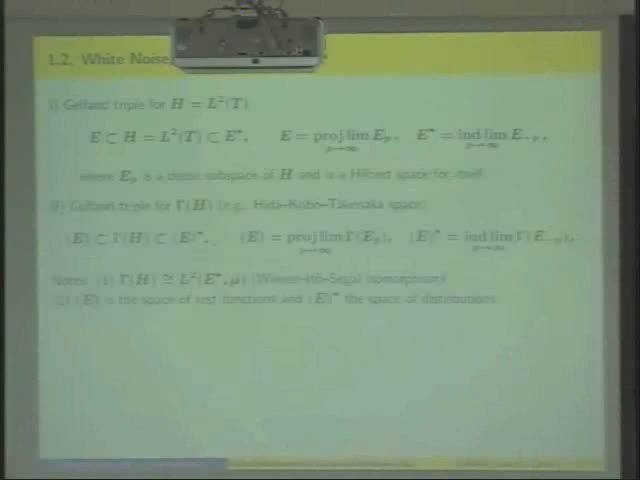 1.2. White Noise
i) Gelfand triple for H = L²(T)
E ⊂ H = L²(T) ⊂ E*, E = proj lim E_p, E* = ind lim E_{-p},
p→∞ p→∞
where E_p is a dense subspace of H and is a Hilbert space for itself.
ii) Gelfand triple for Γ(H) (e.g., Hida–Kubo–Takenaka space)
(E) ⊂ Γ(H) ⊂ (E)*, (E) = proj lim Γ(E_p), (E)* = ind lim Γ(E_{-p}),
p→∞ p→∞
Notes: (1) Γ(H) ≅ L²(E*, μ) (Wiener–Itô–Segal isomorphism)
(2) (E) is the space of test functions and (E)* the space of distributions